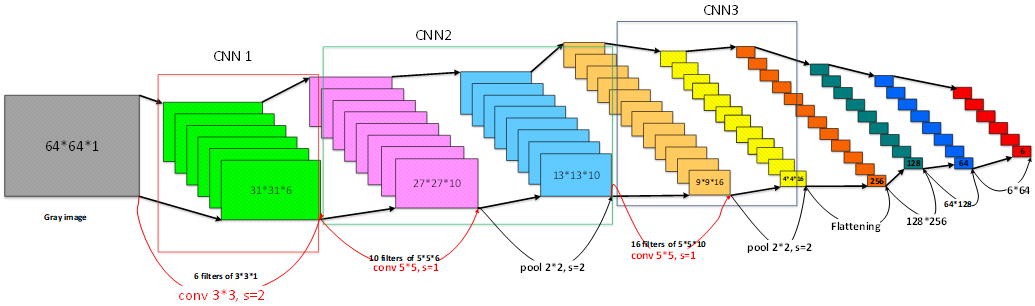 CNN 1
CNN2
CNN3
64*64*1
31*31*6
27*27*10
13*13*10
9*9*16
4*4*16
256
128
64
6
Gray image
6 filters of 3*3*1
conv 3*3, s=2
10 filters of 5*5*6
conv 5*5, s=1
pool 2*2, s=2
16 filters of 5*5*10
conv 5*5, s=1
pool 2*2, s=2
Flattening
128*256
64*128
6*64